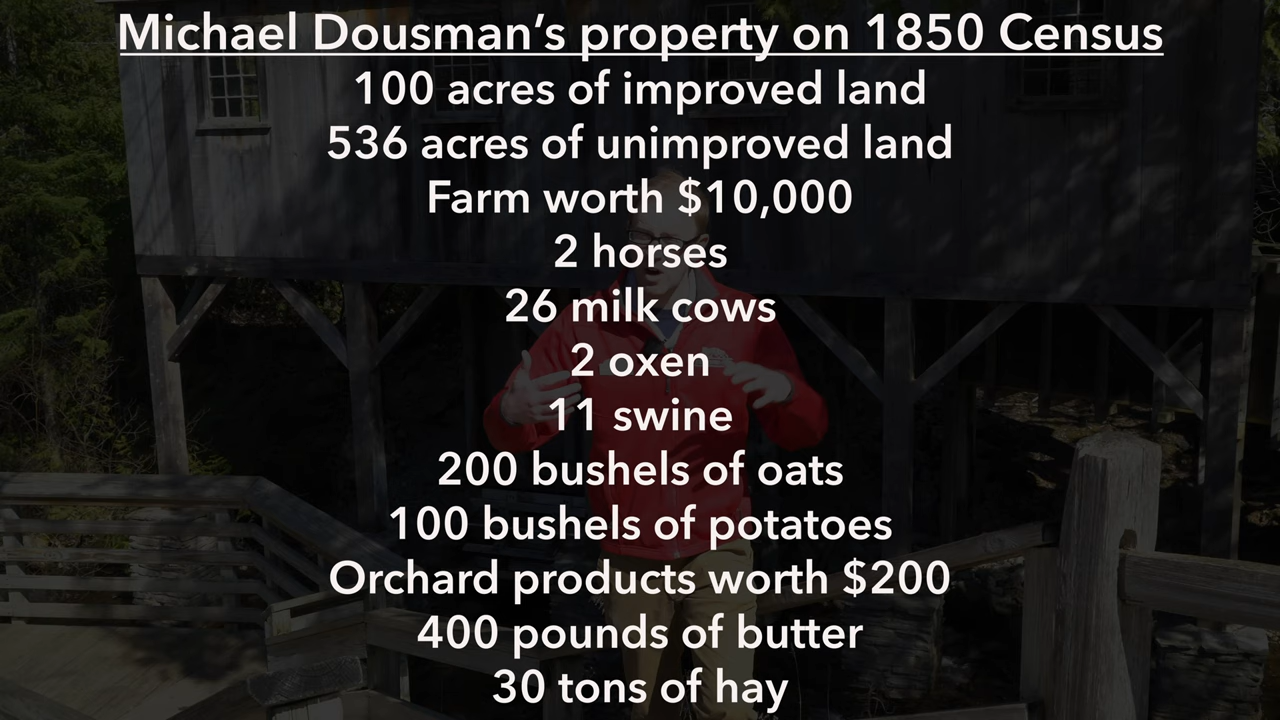 Michael Dousman’s property on 1850 Census
100 acres of improved land
536 acres of unimproved land
Farm worth $10,000
2 horses
26 milk cows
2 oxen
11 swine
200 bushels of oats
100 bushels of potatoes
Orchard products worth $200
400 pounds of butter
30 tons of hay